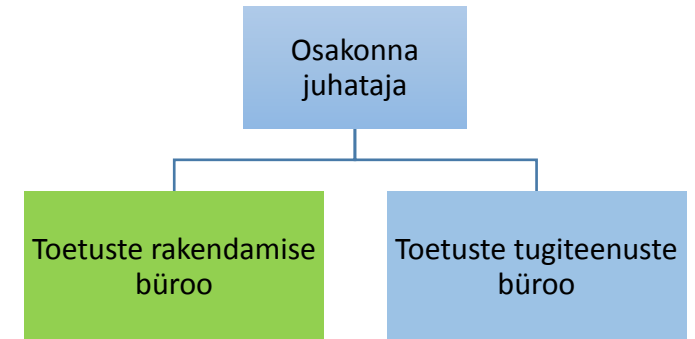 Osakonna
juhataja
Toetuste rakendamise
büroo
Toetuste tugiteenuste
büroo